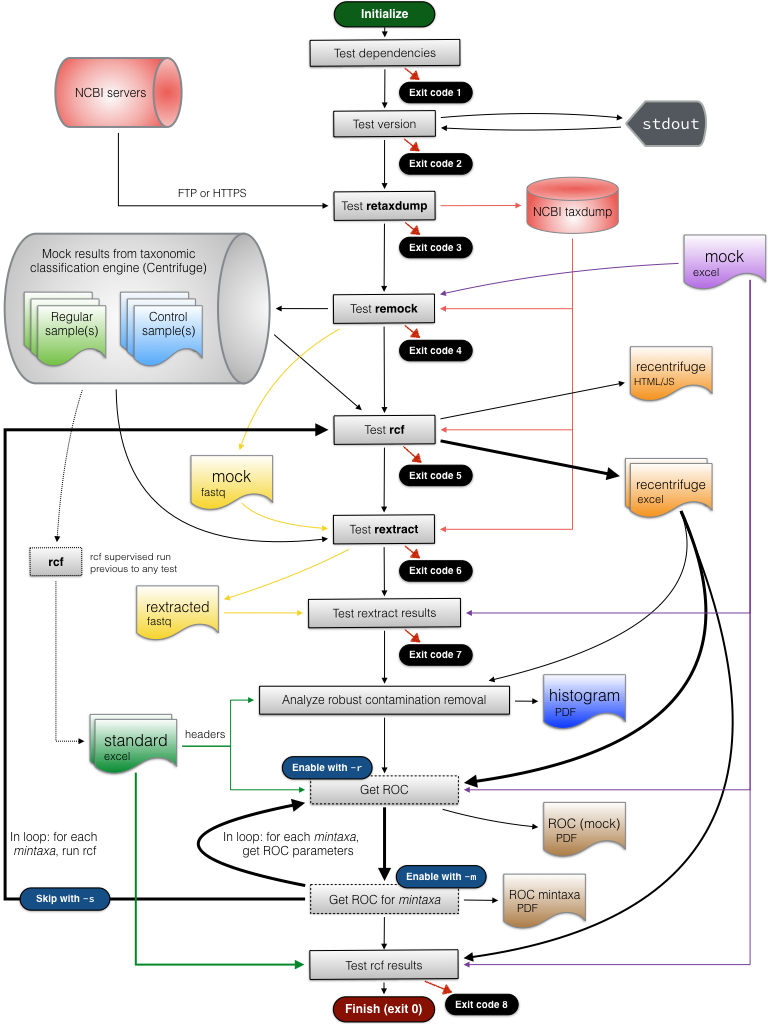 Initialize
Test dependencies
Exit code 1
NCBI servers
Test version
stdout
Exit code 2
FTP or HTTPS
Test retaxdump
NCBI taxdump
Exit code 3
Mock results from taxonomic
classification engine (Centrifuge)
mock
excel
Regular
sample(s)
Control
sample(s)
Test remock
Exit code 4
recentrifuge
HTML/JS
Test rcf
Exit code 5
mock
fastq
recentrifuge
excel
Test rextract
Exit code 6
rcf
rcf supervised run
previous to any test
rextracted
fastq
Test rextract results
Exit code 7
Analyze robust contamination removal
histogram
PDF
standard
excel
headers
Enable with -r
Get ROC
ROC (mock)
PDF
In loop: for each
mintaxa, run rcf
In loop: for each mintaxa,
get ROC parameters
Enable with -m
Skip with -s
Get ROC for mintaxa
ROC mintaxa
PDF
Test rcf results
Exit code 8
Finish (exit 0)